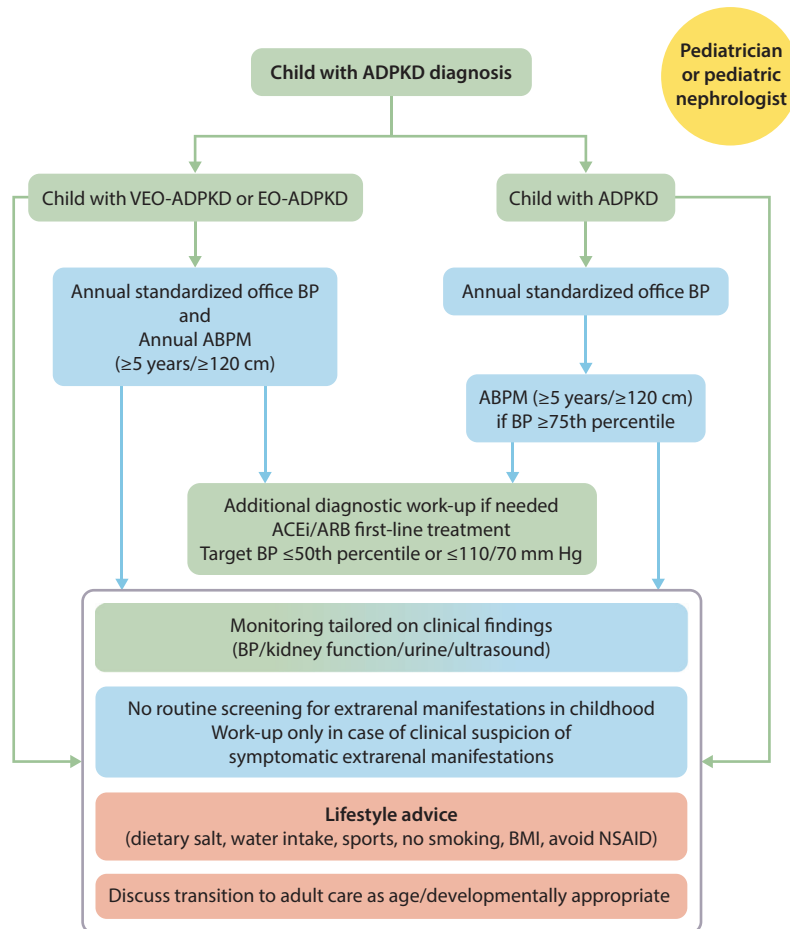 Pediatrician
or pediatric
nephrologist
Child with ADPKD diagnosis
Child with VEO-ADPKD or EO-ADPKD
Child with ADPKD
Annual standardized office BP
and
Annual ABPM
(≥5 years/≥120 cm)
Annual standardized office BP
ABPM (≥5 years/≥120 cm)
if BP ≥75th percentile
Additional diagnostic work-up if needed
ACEi/ARB first-line treatment
Target BP ≤50th percentile or ≤110/70 mm Hg
Monitoring tailored on clinical findings
(BP/kidney function/urine/ultrasound)
No routine screening for extrarenal manifestations in childhood
Work-up only in case of clinical suspicion of
symptomatic extrarenal manifestations
Lifestyle advice
(dietary salt, water intake, sports, no smoking, BMI, avoid NSAID)
Discuss transition to adult care as age/developmentally appropriate